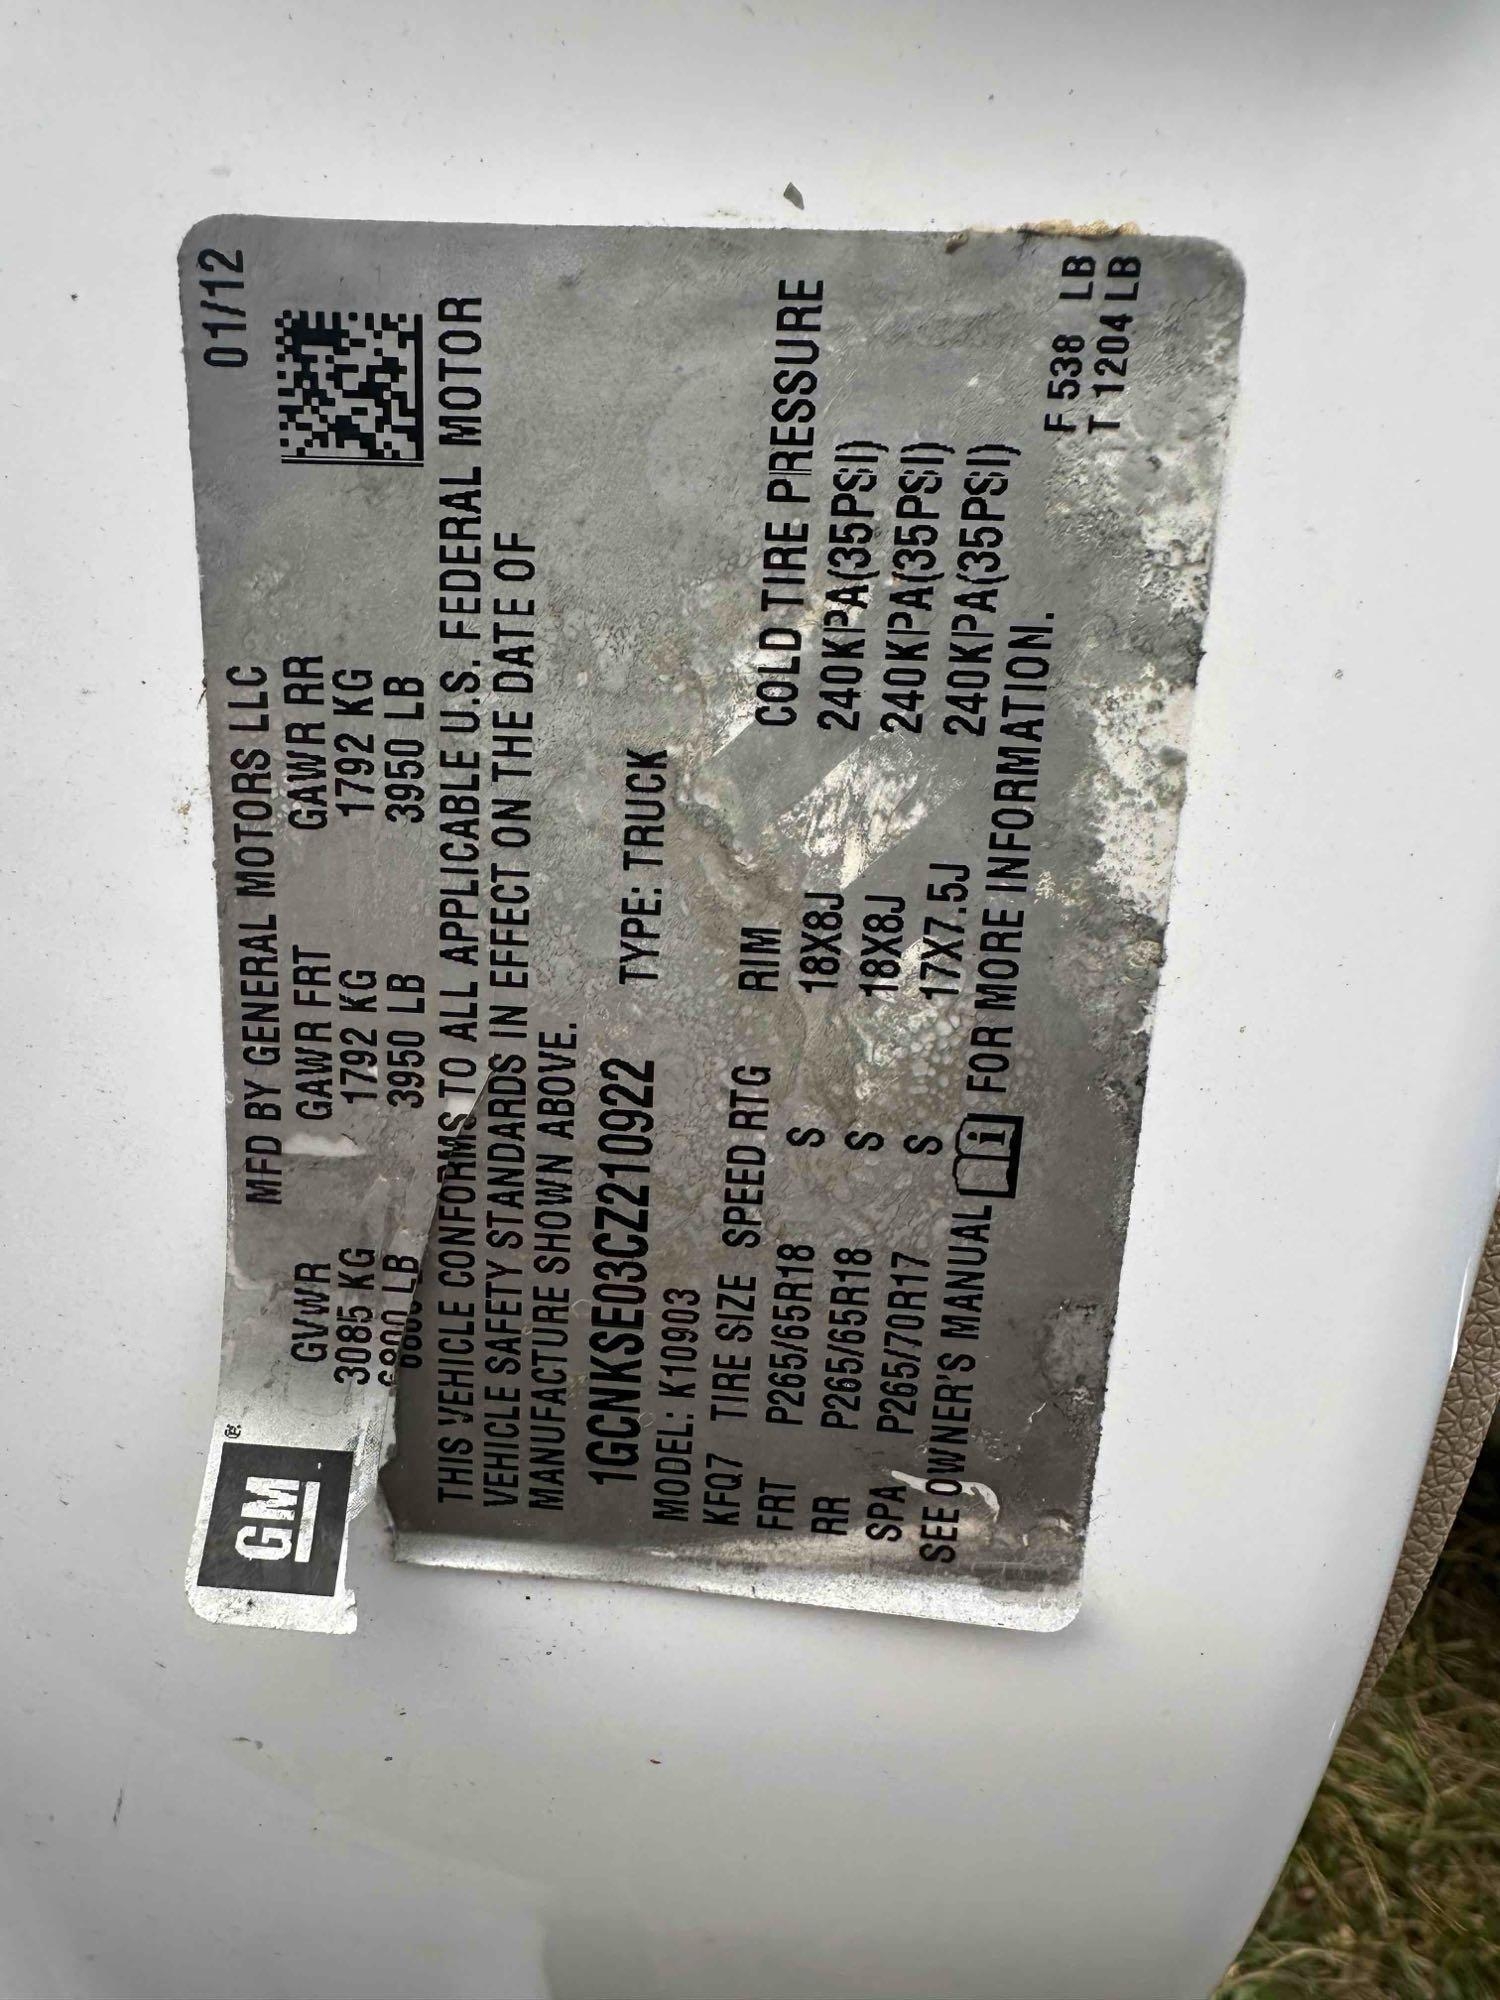 GM®
MFD BY GENERAL MOTORS LLC 01/12
GVWR GAWR FRT GAWR RR
3085 KG 1792 KG 1792 KG
6800 LB 3950 LB 3950 LB
THIS VEHICLE CONFORMS TO ALL APPLICABLE U.S. FEDERAL MOTOR
VEHICLE SAFETY STANDARDS IN EFFECT ON THE DATE OF
MANUFACTURE SHOWN ABOVE.
1GCNKSE03CZ210922 TYPE: TRUCK
MODEL: K10903
KFQ7 TIRE SIZE SPEED RTG RIM COLD TIRE PRESSURE
FRT P265/65R18 S 18X8J 240KPA(35PSI)
RR P265/65R18 S 18X8J 240KPA(35PSI)
SPA P265/70R17 S 17X7.5J 240KPA(35PSI)
SEE OWNER'S MANUAL i FOR MORE INFORMATION.
F 538 LB
T 1204 LB